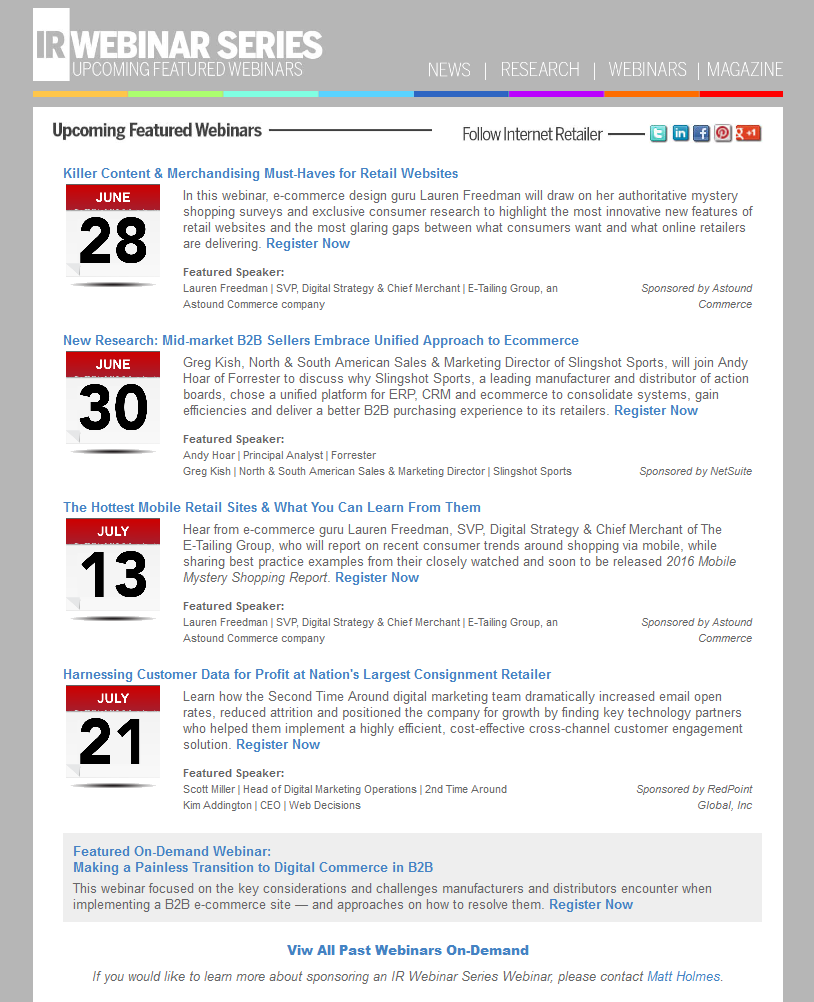 IR WEBINAR SERIES
UPCOMING FEATURED WEBINARS
NEWS | RESEARCH | WEBINARS | MAGAZINE
Upcoming Featured Webinars
Follow Internet Retailer
+1
Killer Content & Merchandising Must-Haves for Retail Websites
JUNE
28
In this webinar, e-commerce design guru Lauren Freedman will draw on her authoritative mystery
shopping surveys and exclusive consumer research to highlight the most innovative new features of
retail websites and the most glaring gaps between what consumers want and what online retailers
are delivering. Register Now
Featured Speaker:
Lauren Freedman | SVP, Digital Strategy & Chief Merchant | E-Tailing Group, an
Astound Commerce company
Sponsored by Astound
Commerce
New Research: Mid-market B2B Sellers Embrace Unified Approach to Ecommerce
JUNE
30
Greg Kish, North & South American Sales & Marketing Director of Slingshot Sports, will join Andy
Hoar of Forrester to discuss why Slingshot Sports, a leading manufacturer and distributor of action
boards, chose a unified platform for ERP, CRM and ecommerce to consolidate systems, gain
efficiencies and deliver a better B2B purchasing experience to its retailers. Register Now
Featured Speaker:
Andy Hoar | Principal Analyst | Forrester
Greg Kish | North & South American Sales & Marketing Director | Slingshot Sports
Sponsored by NetSuite
The Hottest Mobile Retail Sites & What You Can Learn From Them
JULY
13
Hear from e-commerce guru Lauren Freedman, SVP, Digital Strategy & Chief Merchant of The
E-Tailing Group, who will report on recent consumer trends around shopping via mobile, while
sharing best practice examples from their closely watched and soon to be released 2016 Mobile
Mystery Shopping Report. Register Now
Featured Speaker:
Lauren Freedman | SVP, Digital Strategy & Chief Merchant | E-Tailing Group, an
Astound Commerce company
Sponsored by Astound
Commerce
Harnessing Customer Data for Profit at Nation's Largest Consignment Retailer
JULY
21
Learn how the Second Time Around digital marketing team dramatically increased email open
rates, reduced attrition and positioned the company for growth by finding key technology partners
who helped them implement a highly efficient, cost-effective cross-channel customer engagement
solution. Register Now
Featured Speaker:
Scott Miller | Head of Digital Marketing Operations | 2nd Time Around
Kim Addington | CEO | Web Decisions
Sponsored by RedPoint
Global, Inc
Featured On-Demand Webinar:
Making a Painless Transition to Digital Commerce in B2B
This webinar focused on the key considerations and challenges manufacturers and distributors encounter when
implementing a B2B e-commerce site — and approaches on how to resolve them. Register Now
Viw All Past Webinars On-Demand
If you would like to learn more about sponsoring an IR Webinar Series Webinar, please contact Matt Holmes.